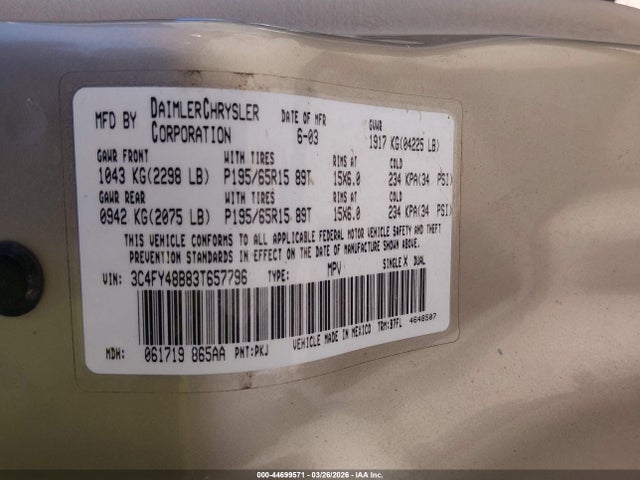 MFD BY DAIMLERCHRYSLER CORPORATION DATE OF MFR 6-03 GVWR 1917 KG(04225 LB)
GAWR FRONT WITH TIRES RIMS AT COLD
1043 KG(2298 LB) P195/65R15 89T 15X6.0 234 KPA(34 PSI)
GAWR REAR WITH TIRES RIMS AT COLD
0942 KG(2075 LB) P195/65R15 89T 15X6.0 234 KPA(34 PSI)
THIS VEHICLE CONFORMS TO ALL APPLICABLE FEDERAL MOTOR VEHICLE SAFETY AND THEFT
PREVENTION STANDARDS IN EFFECT ON THE DATE OF MANUFACTURE SHOWN ABOVE.
VIN: 3C4FY48B83T657796 TYPE: MPV SINGLE X DUAL
MDH: 061719 865AA PNT:PKJ VEHICLE MADE IN MEXICO TRM:B7FL 4648507
000-44699571 | 03/26/2026 | IAA Inc.